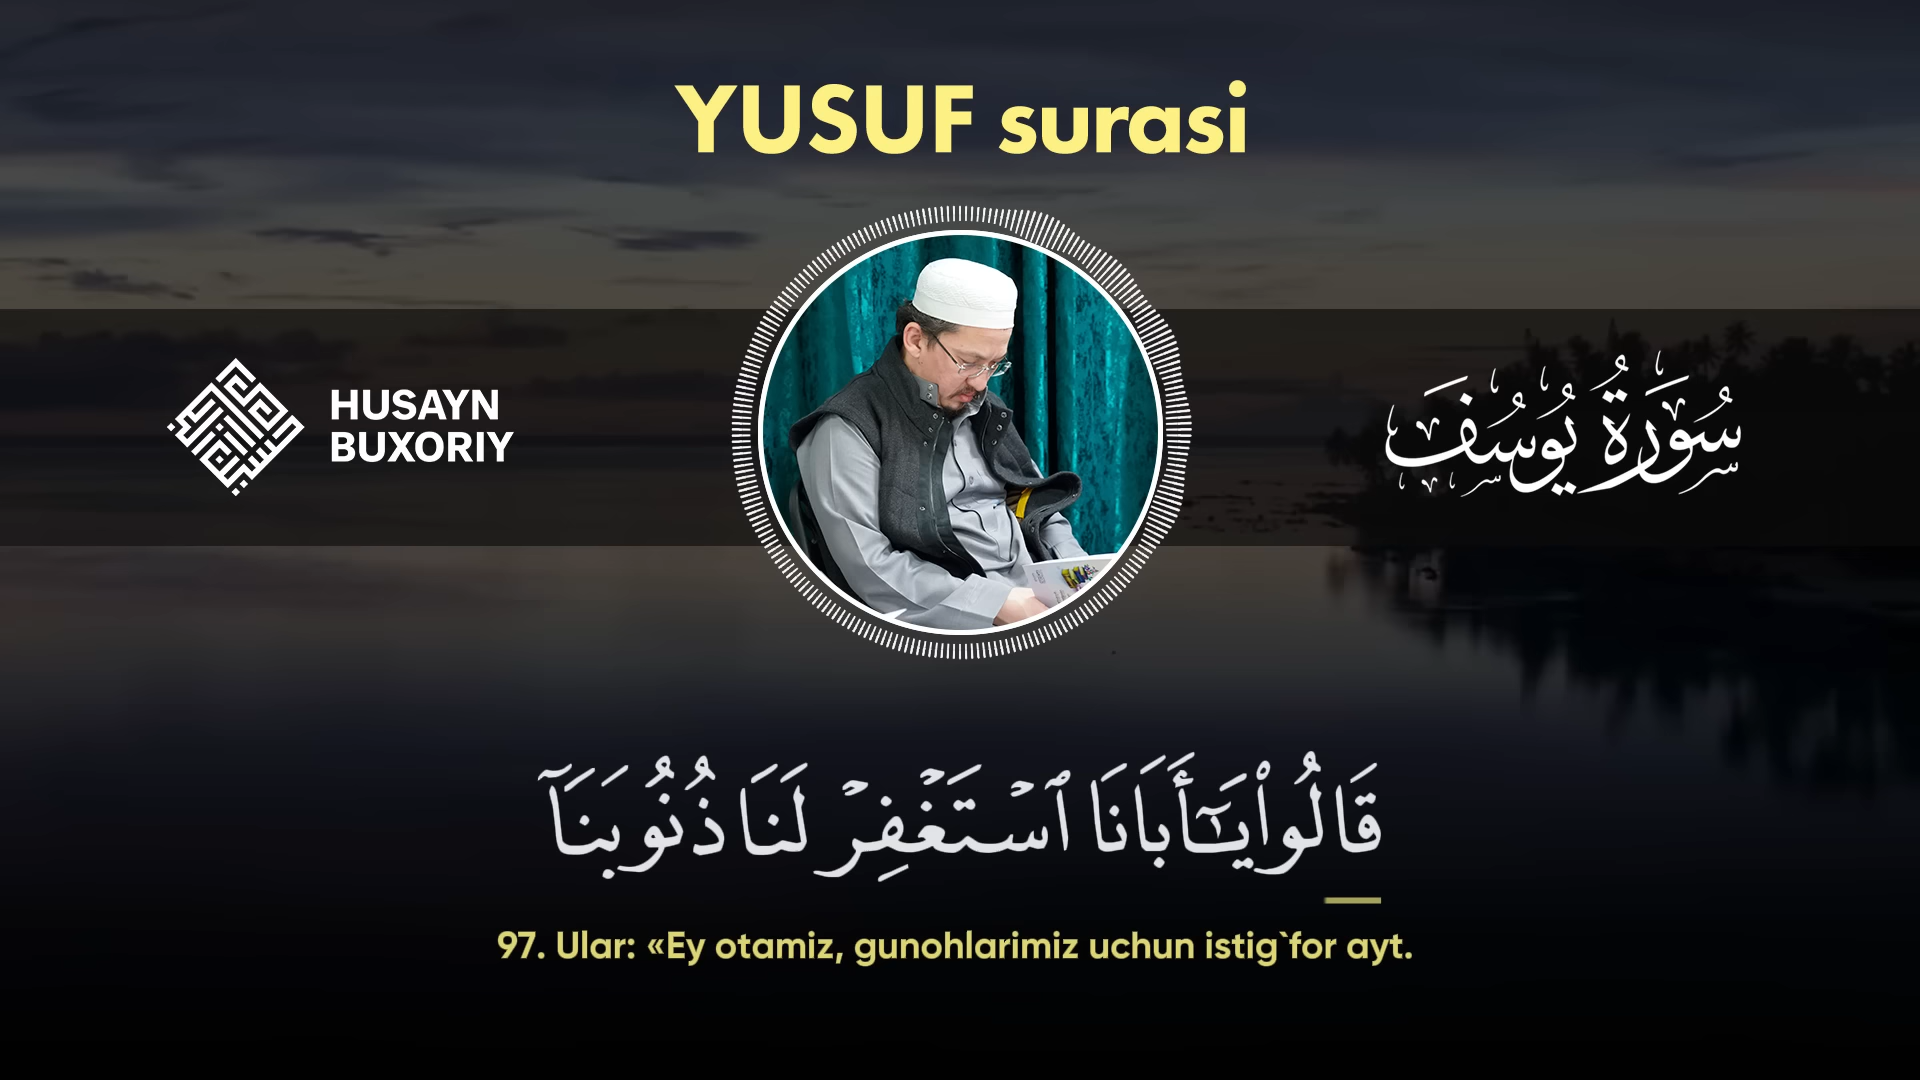 YUSUF surasi
HUSAYN
BUXORIY
سُورَةُ يُوسُفَ
قَالُوا۟ يَـٰٓأَبَانَا ٱسۡتَغۡفِرۡ لَنَا ذُنُوبَنَآ
97. Ular: «Ey otamiz, gunohlarimiz uchun istig`for ayt.